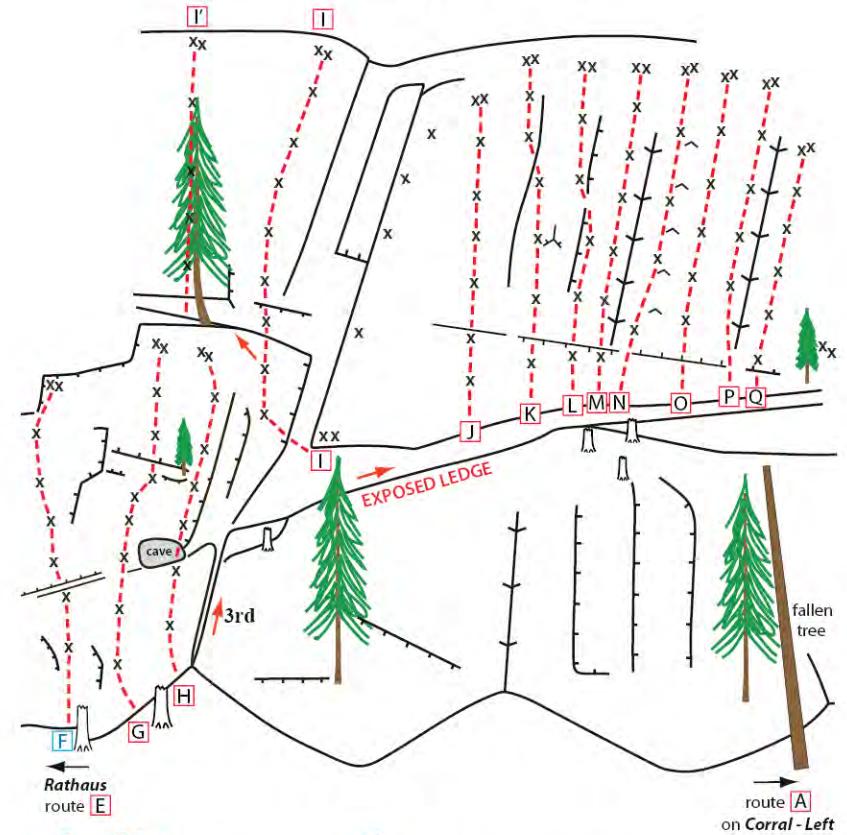 I'
I
J
K
L
M
N
O
P
Q
I
EXPOSED LEDGE
cave
3rd
fallen
tree
H
G
F
Rathaus
route E
route A
on Corral - Left